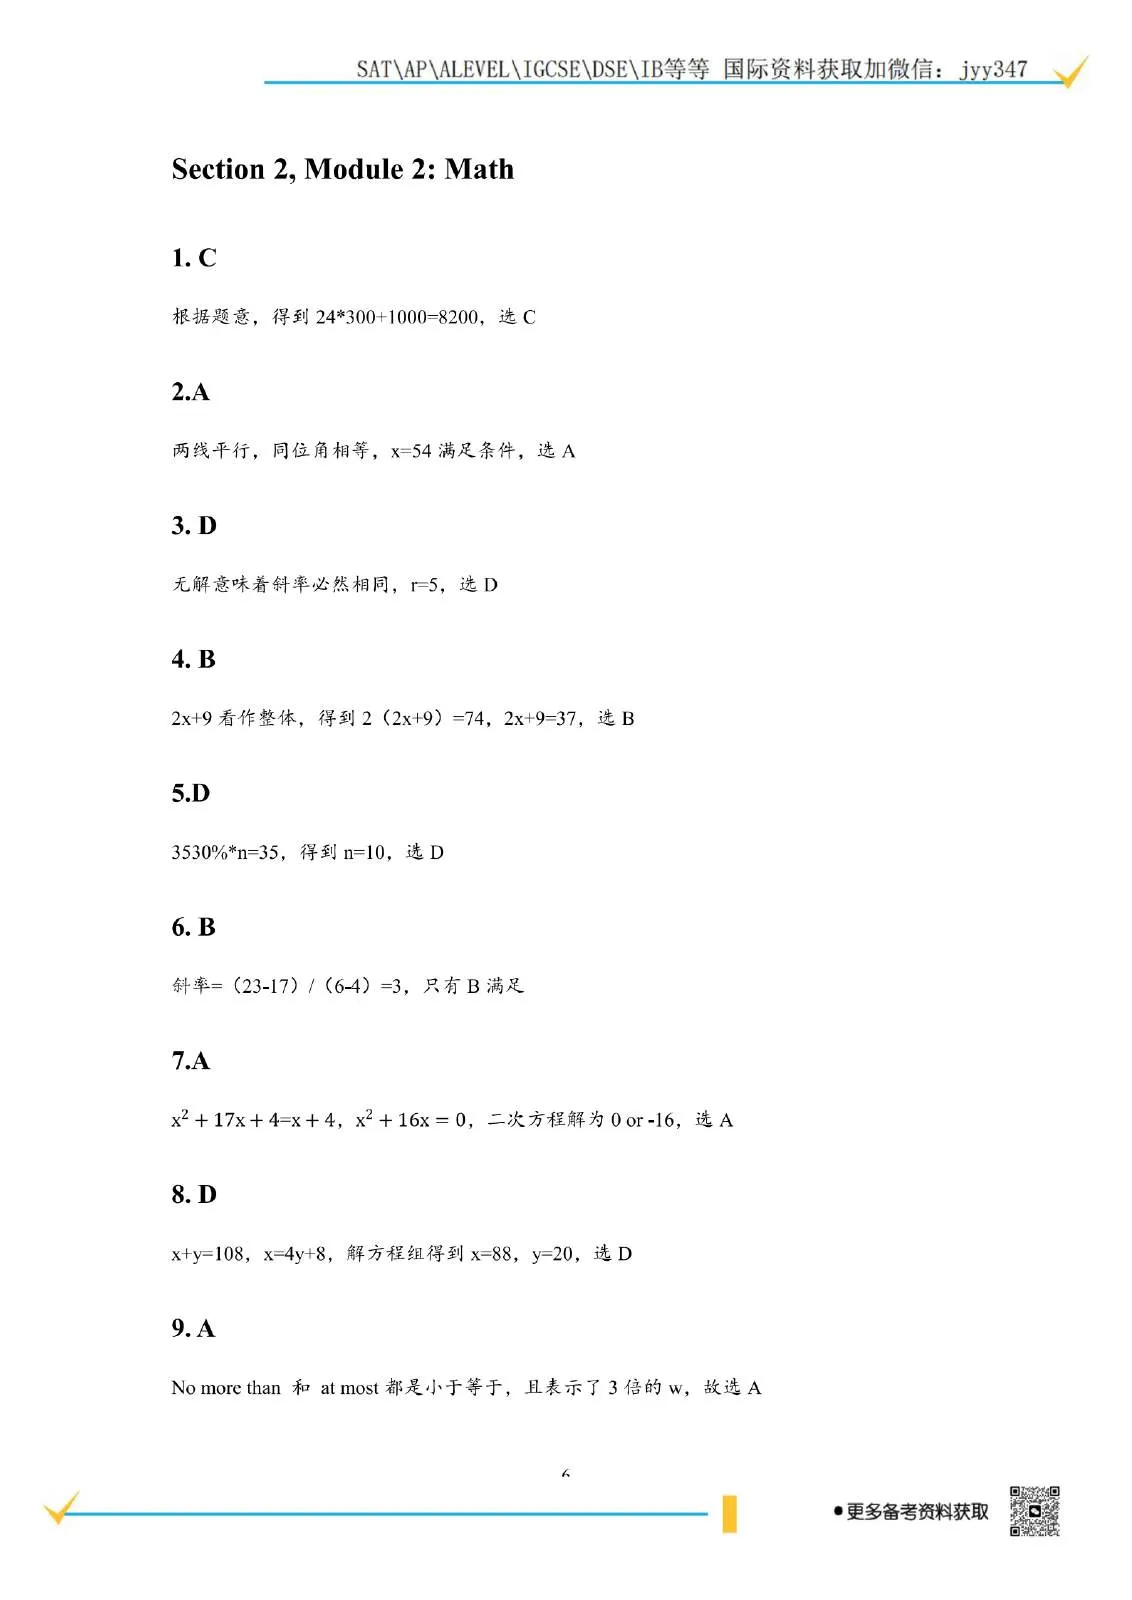 SAT\AP\ALEVEL\IGCSE\DSE\IB等等 国际资料获取加微信：jyy347
Section 2, Module 2: Math
1. C
根据题意，得到 24*300+1000=8200，选 C
2.A
两线平行，同位角相等，x=54 满足条件，选 A
3. D
无解意味着斜率必然相同，r=5，选 D
4. B
2x+9 看作整体，得到 2（2x+9）=74，2x+9=37，选 B
5.D
3530%*n=35，得到 n=10，选 D
6. B
斜率=（23-17）/（6-4）=3，只有 B 满足
7.A
x² + 17x + 4=x + 4，x² + 16x = 0，二次方程解为 0 or -16，选 A
8. D
x+y=108，x=4y+8，解方程组得到 x=88，y=20，选 D
9. A
No more than 和 at most 都是小于等于，且表示了 3 倍的 w，故选 A
6
●更多备考资料获取